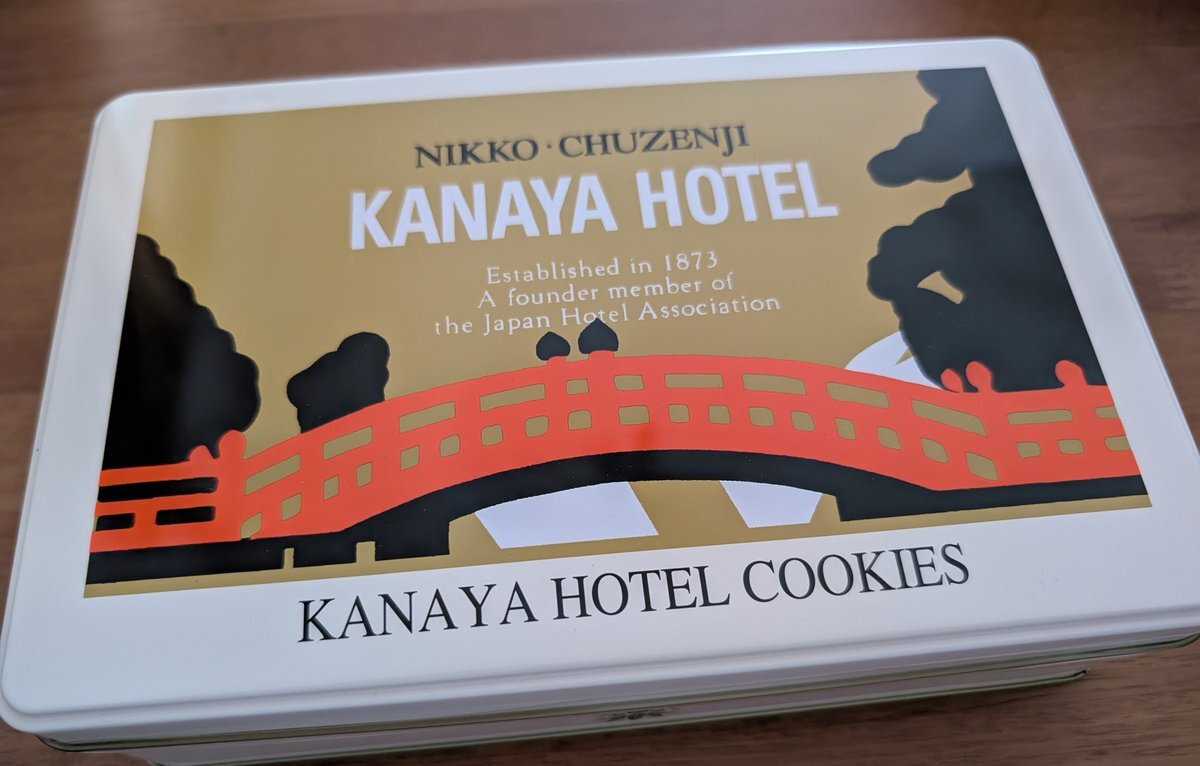 NIKKO · CHUZENJI
KANAYA HOTEL
Established in 1873
A founder member of
the Japan Hotel Association
KANAYA HOTEL COOKIES